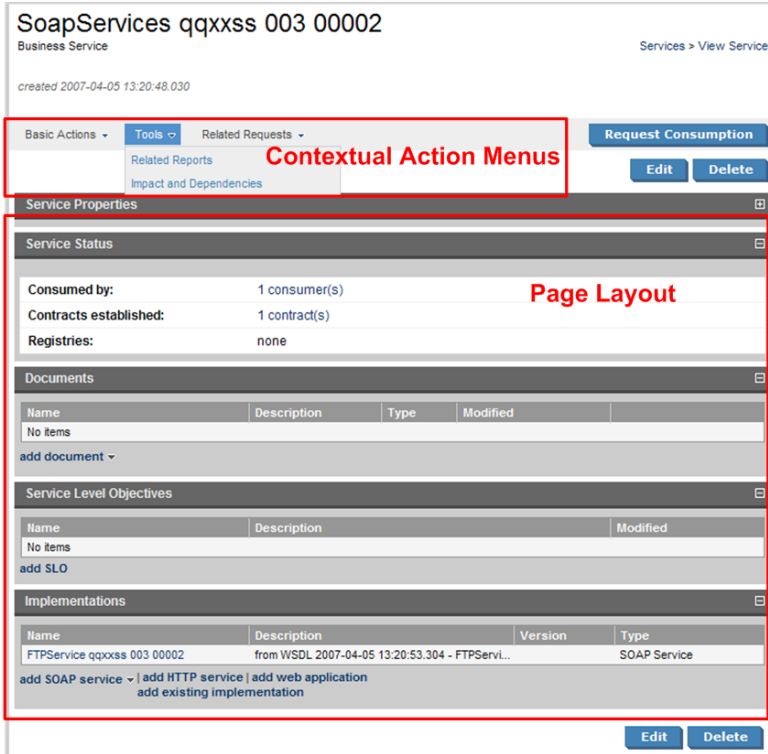 SoapServices qqxxss 003 00002
Business Service
Services > View Service
created 2007-04-05 13:20:48.030
Basic Actions Tools Related Requests Request Consumption
Related Reports
Contextual Action Menus
Edit Delete
Impact and Dependencies
Service Properties
Service Status
Consumed by: 1 consumer(s)
Page Layout
Contracts established: 1 contract(s)
Registries: none
Documents
Name Description Type Modified
No items
add document
Service Level Objectives
Name Description Modified
No items
add SLO
Implementations
Name Description Version Type
FTPService qqxxss 003 00002 from WSDL 2007-04-05 13:20:53.304 - FTPServi... SOAP Service
add SOAP service | add HTTP service | add web application
add existing implementation
Edit Delete